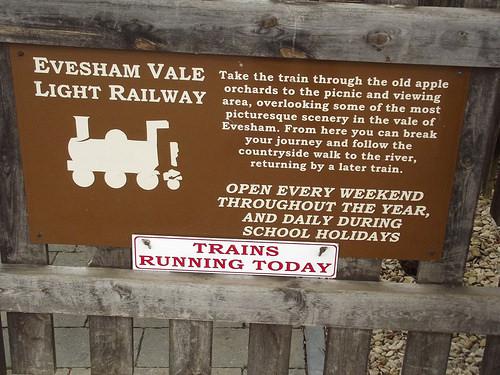 Evesham Vale
Light Railway
Take the train through the old apple
orchards to the picnic and viewing
area, overlooking some of the most
picturesque scenery in the vale of
Evesham. From here you can break
your journey and follow the
countryside walk to the river,
returning by a later train.
OPEN EVERY WEEKEND
THROUGHOUT THE YEAR,
AND DAILY DURING
SCHOOL HOLIDAYS
TRAINS
RUNNING TODAY